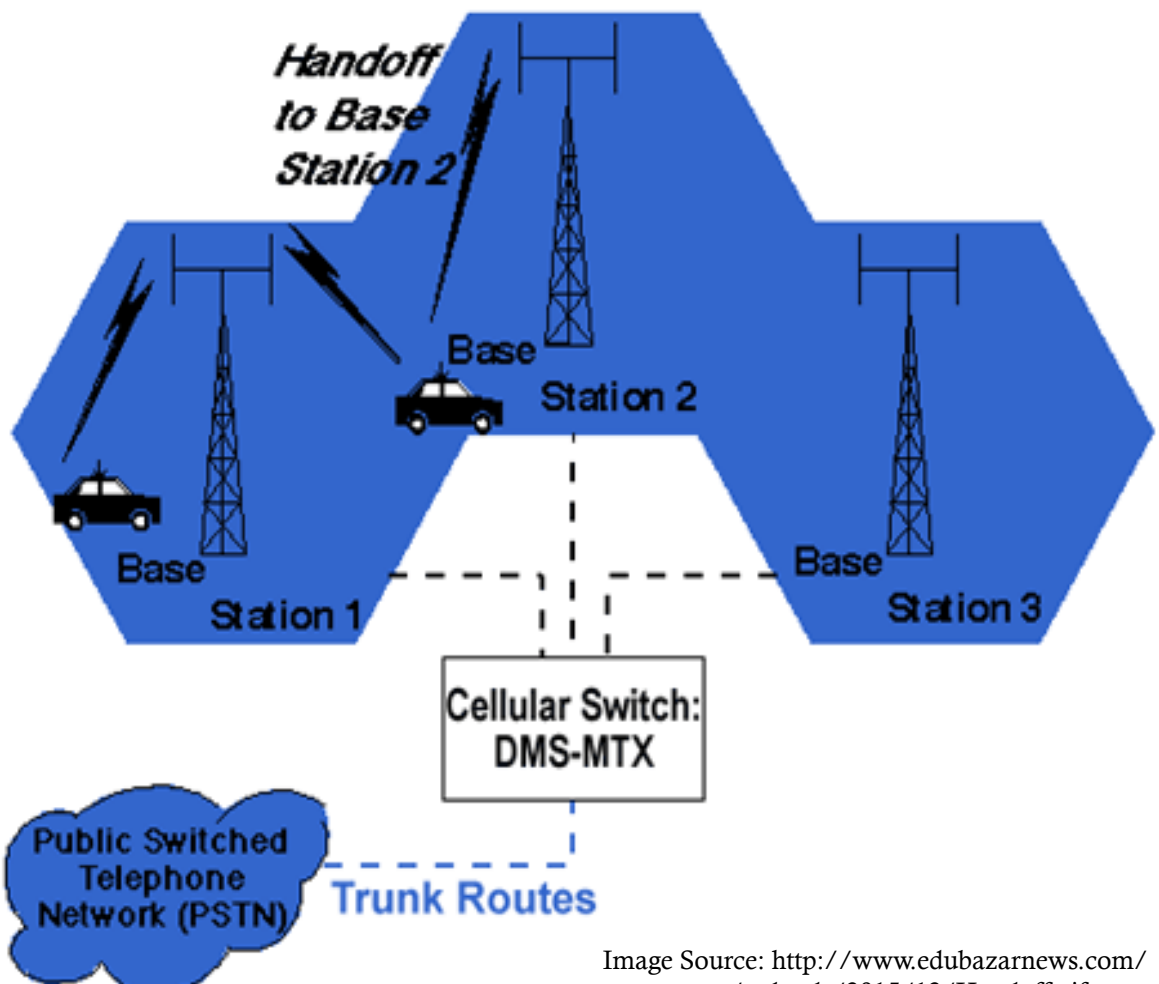 Handoff
to Base
Station 2
Base
Station 2
Base
Station 1
Base
Station 3
Cellular Switch:
DMS-MTX
Public Switched
Telephone
Network (PSTN)
Trunk Routes
Image Source: http://www.edubazarnews.com/